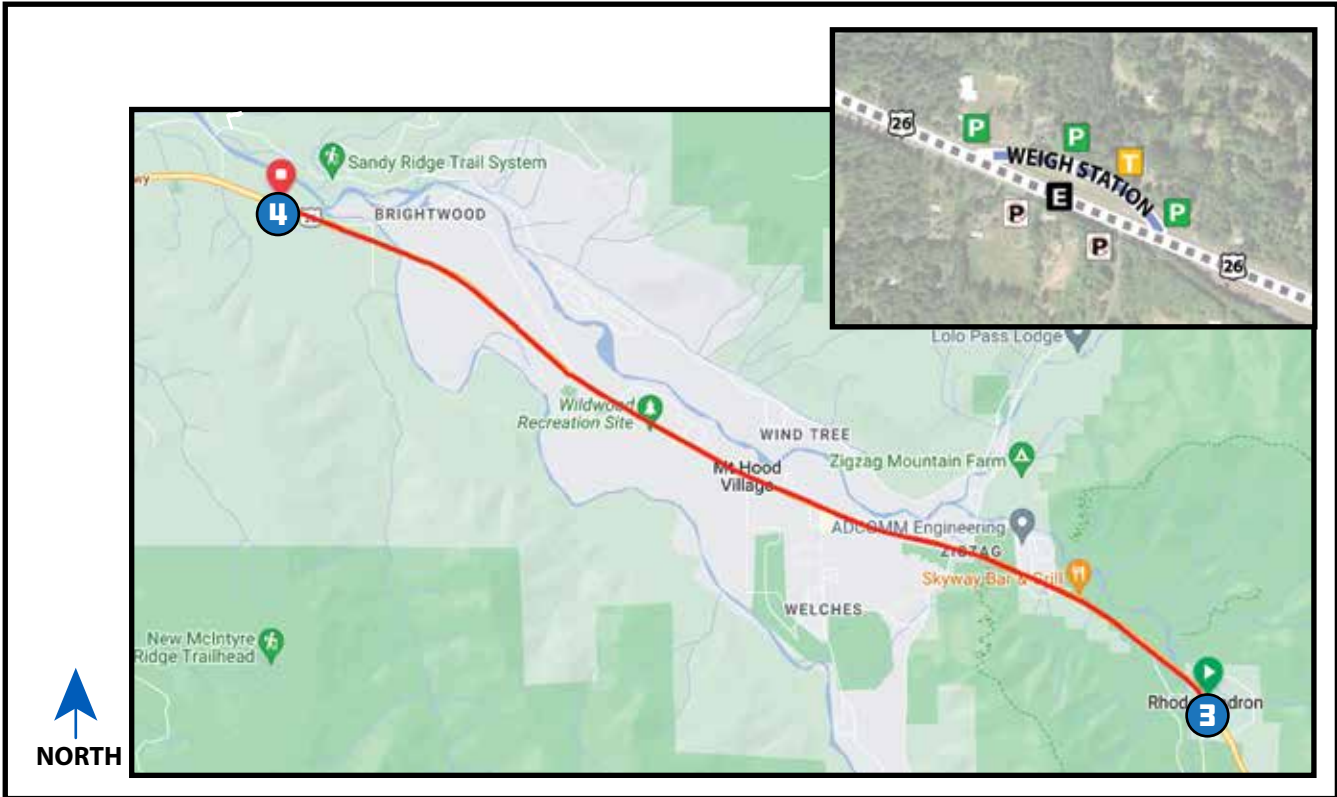 26
P
P
WEIGH STATION
T
E
P
P
P
26
Sandy Ridge Trail System
4
BRIGHTWOOD
Lolo Pass Lodge
Wildwood
Recreation Site
WIND TREE
Mt Hood
Village
Zigzag Mountain Farm
ADCOMM Engineering
ZIGZAG
Skyway Bar & Grill
WELCHES
New McIntyre
Ridge Trailhead
3
NORTH